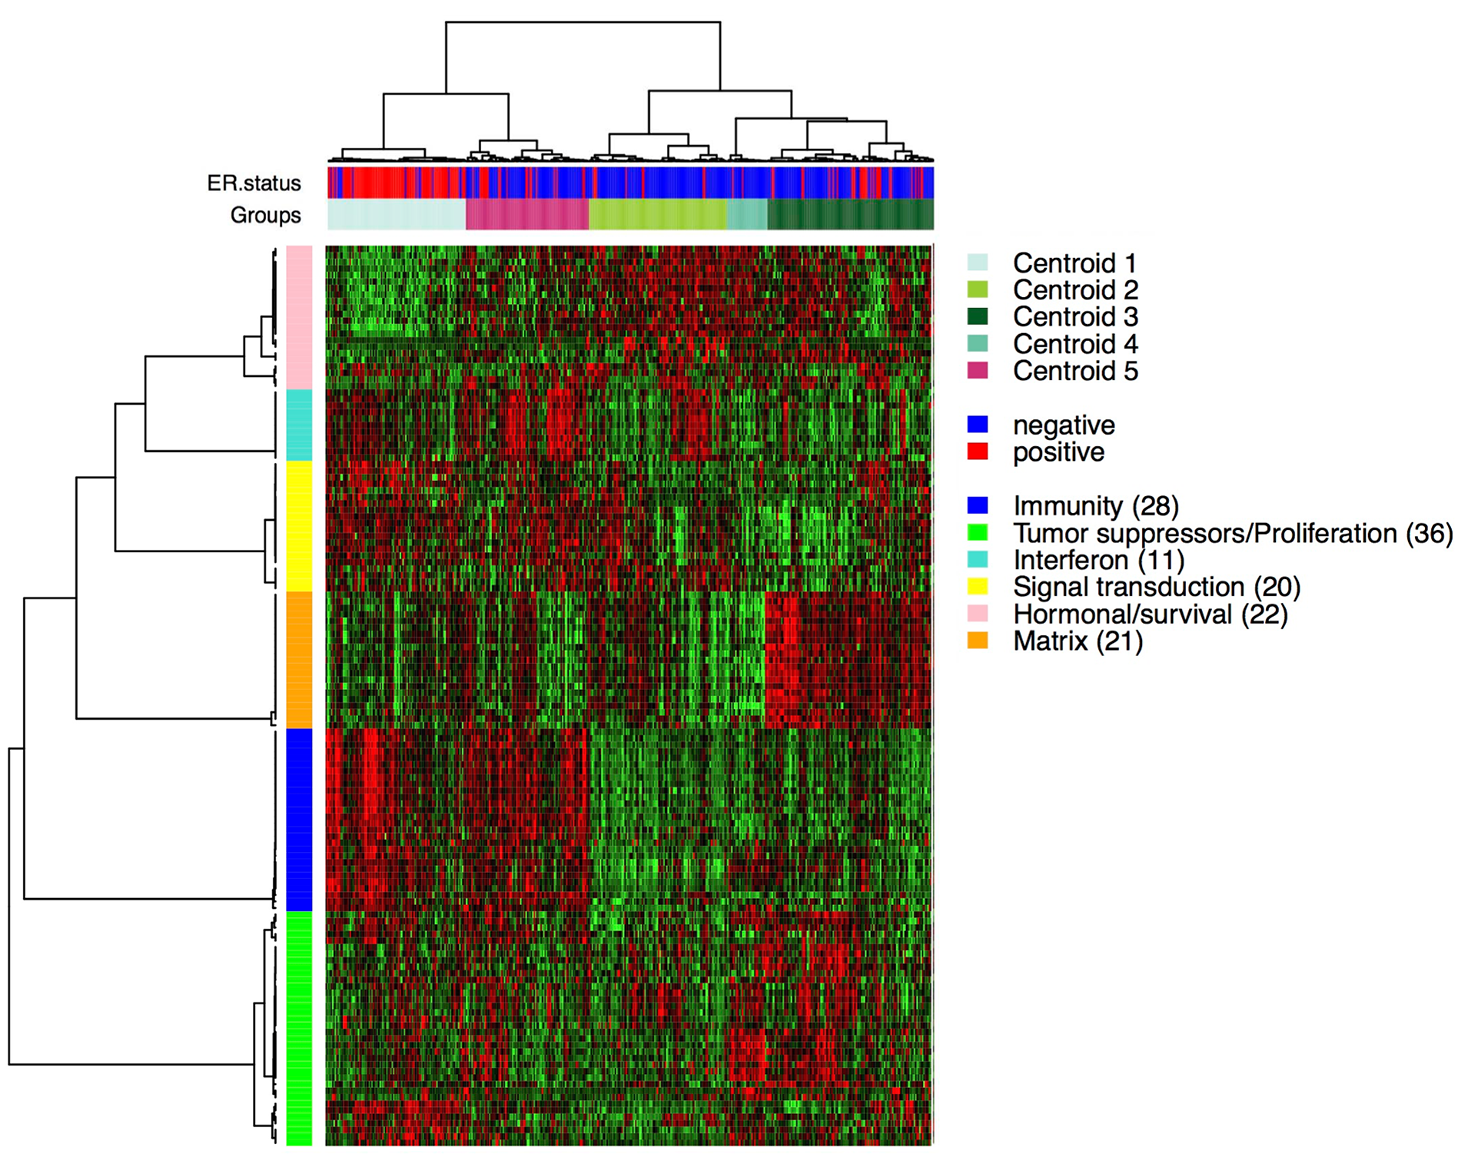 ER.status
Groups
Centroid 1
Centroid 2
Centroid 3
Centroid 4
Centroid 5
negative
positive
Immunity (28)
Tumor suppressors/Proliferation (36)
Interferon (11)
Signal transduction (20)
Hormonal/survival (22)
Matrix (21)